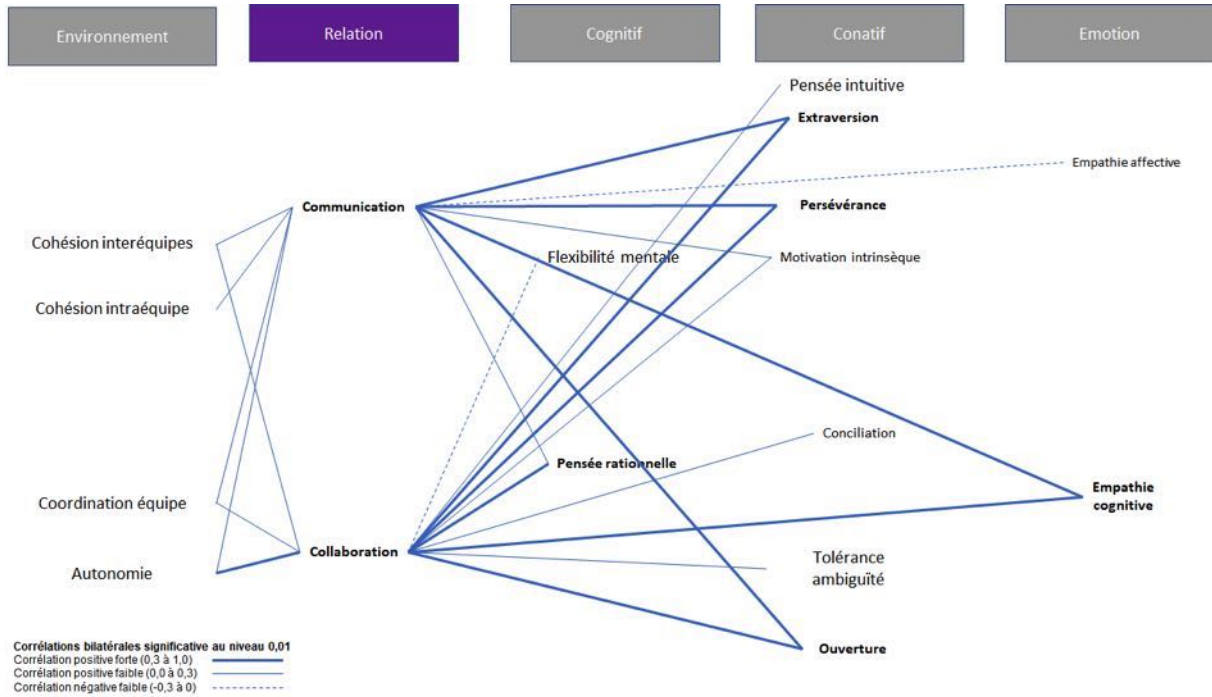 Environnement
Relation
Cognitif
Conatif
Emotion
Pensée intuitive
Extraversion
Empathie affective
Communication
Persévérance
Cohésion interéquipes
Flexibilité mentale
Motivation intrinsèque
Cohésion intraéquipe
Conciliation
Pensée rationnelle
Empathie
cognitive
Coordination équipe
Collaboration
Tolérance
ambiguïté
Autonomie
Ouverture
Corrélations bilatérales significative au niveau 0,01
Corrélation positive forte (0,3 à 1,0)
Corrélation positive faible (0,0 à 0,3)
Corrélation négative faible (-0,3 à 0)